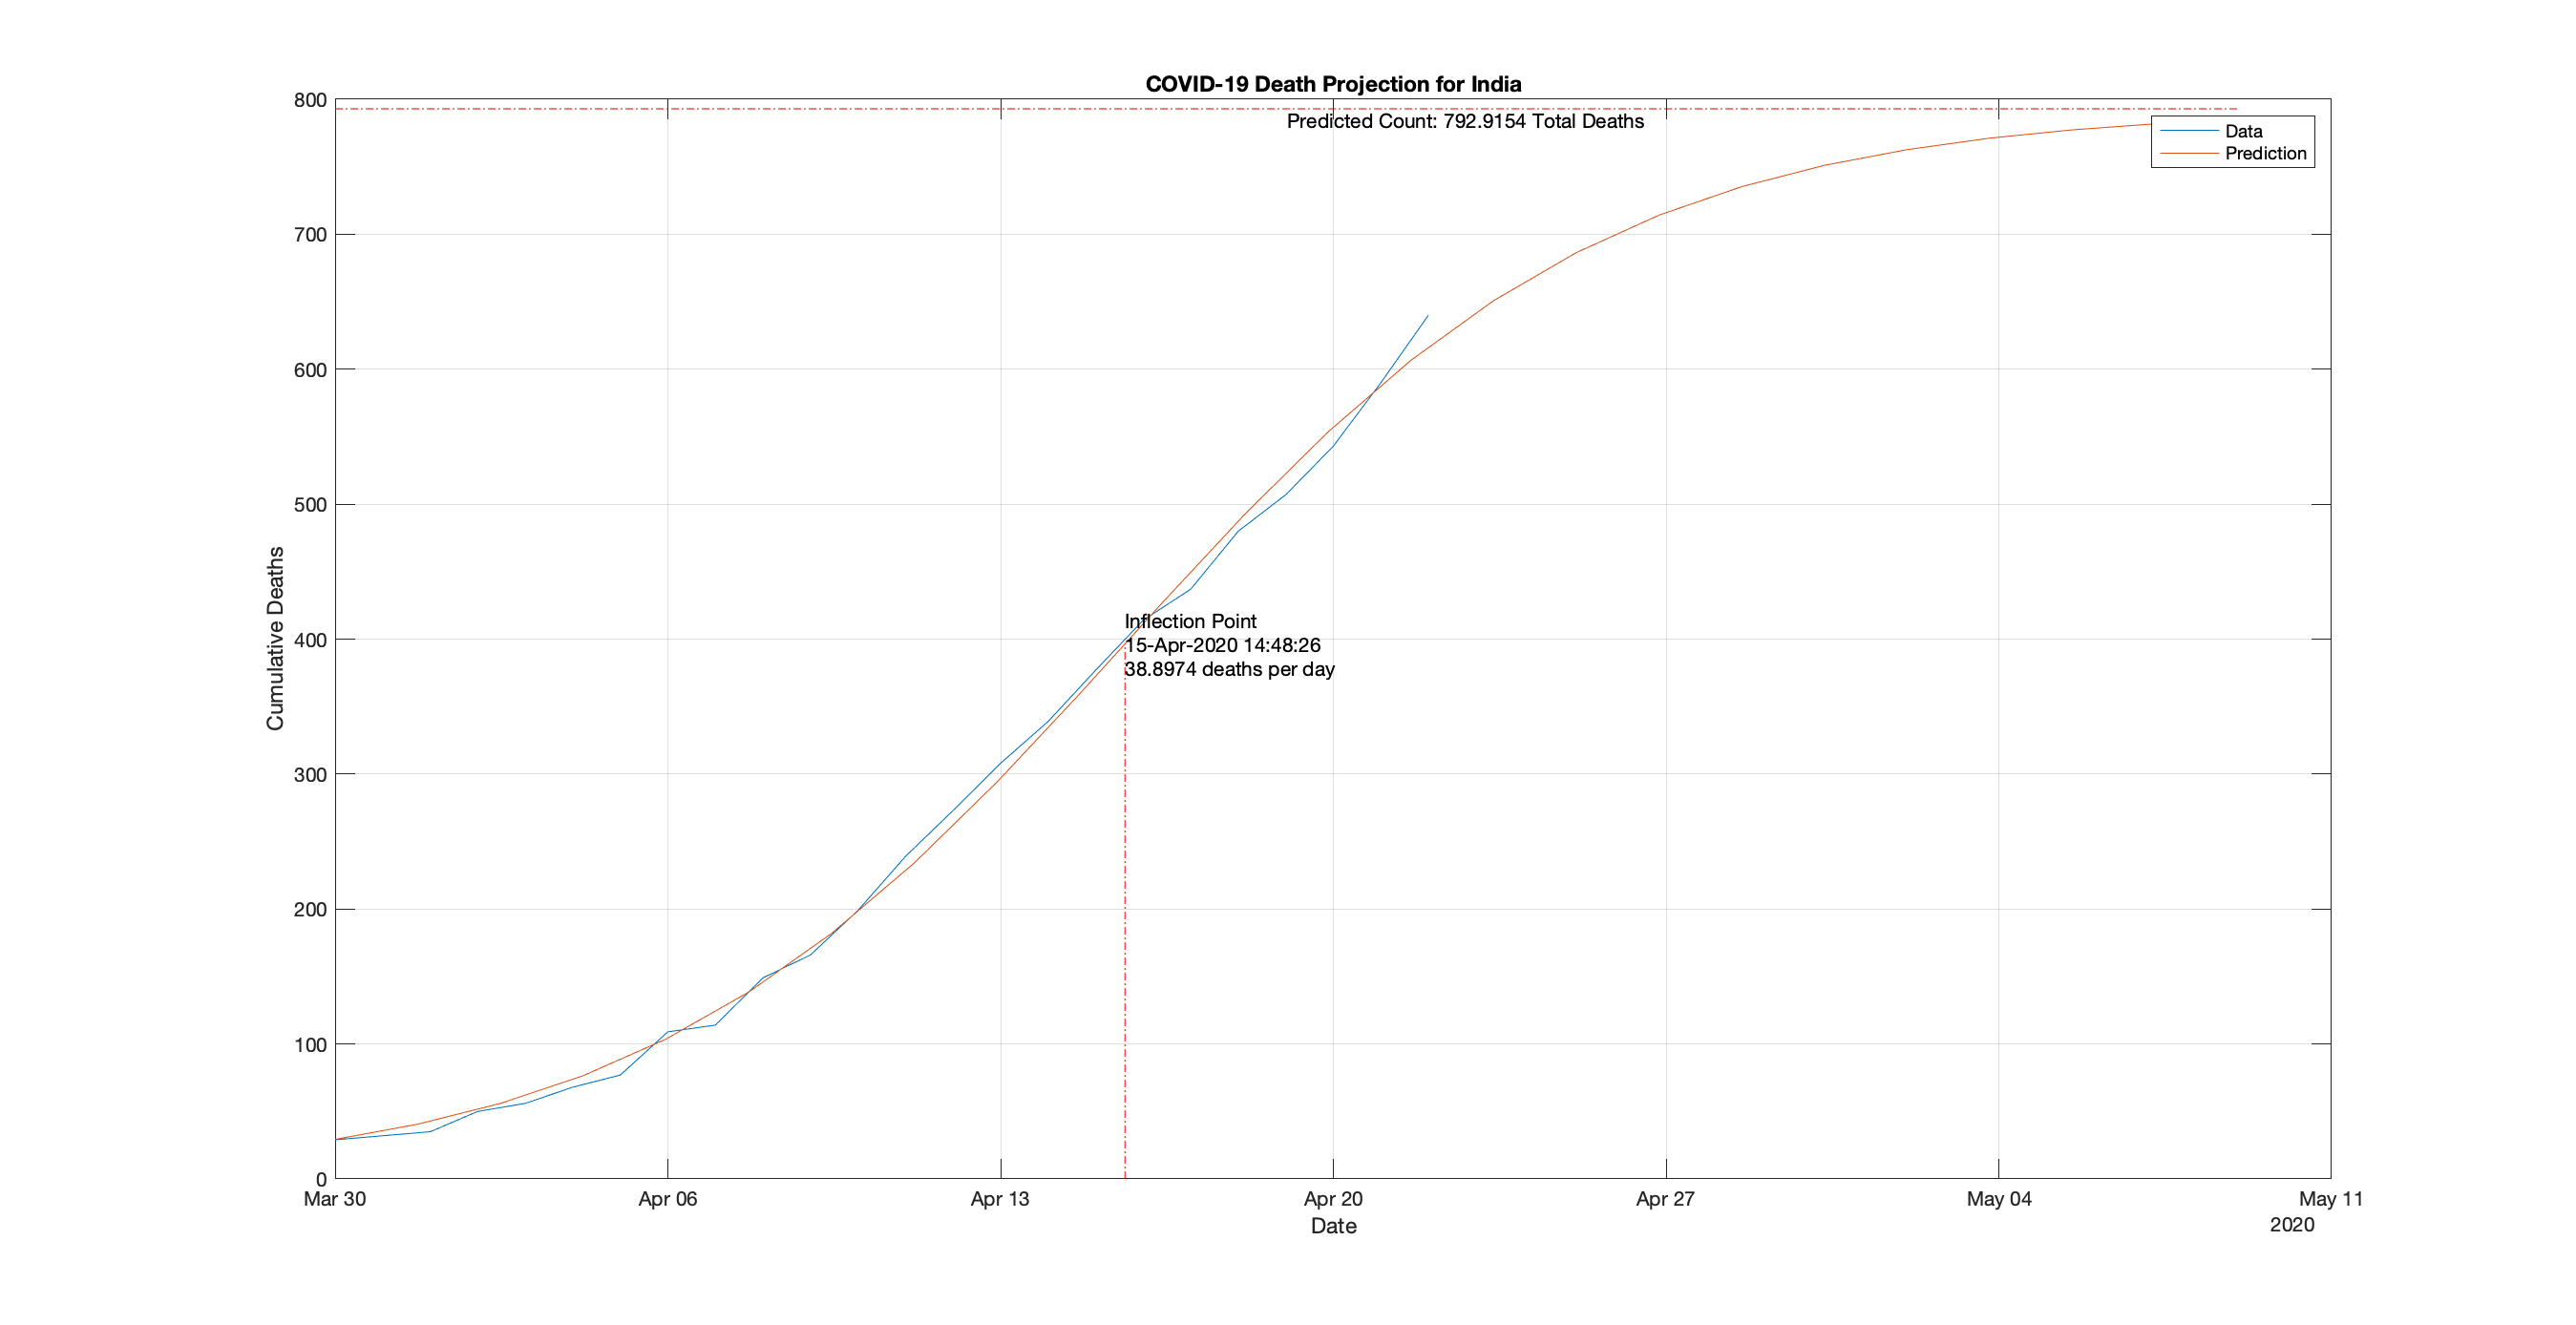 COVID-19 Death Projection for India
800
Predicted Count: 792.9154 Total Deaths
Data
Prediction
700
600
500
400
300
200
100
0
Cumulative Deaths
Inflection Point
15-Apr-2020 14:48:26
38.8974 deaths per day
Mar 30
Apr 06
Apr 13
Apr 20
Apr 27
May 04
May 11
Date
2020